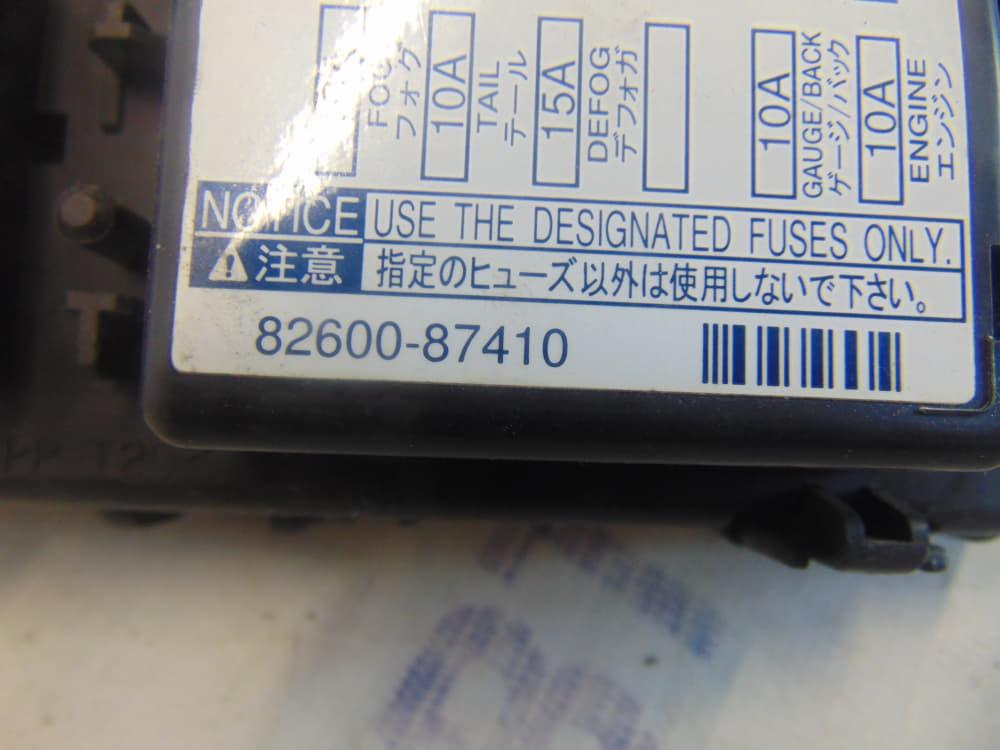 FOG
フォグ
10A
TAIL
テール
15A
DEFOG
デフォガ
10A
GAUGE/BACK
ゲージ/バック
10A
ENGINE
エンジン
NOTICE USE THE DESIGNATED FUSES ONLY.
注意 指定のヒューズ以外は使用しないで下さい。
82600-87410